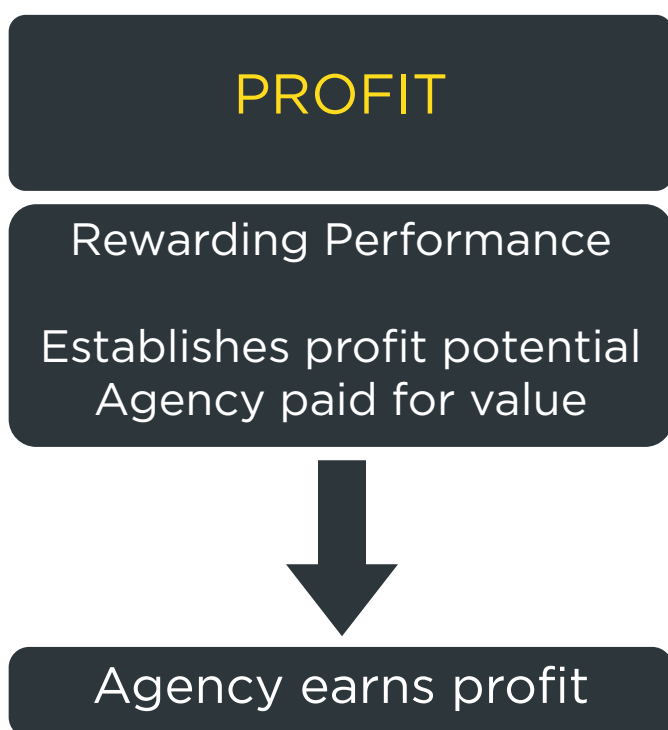 PROFIT
Rewarding Performance
Establishes profit potential
Agency paid for value
Agency earns profit